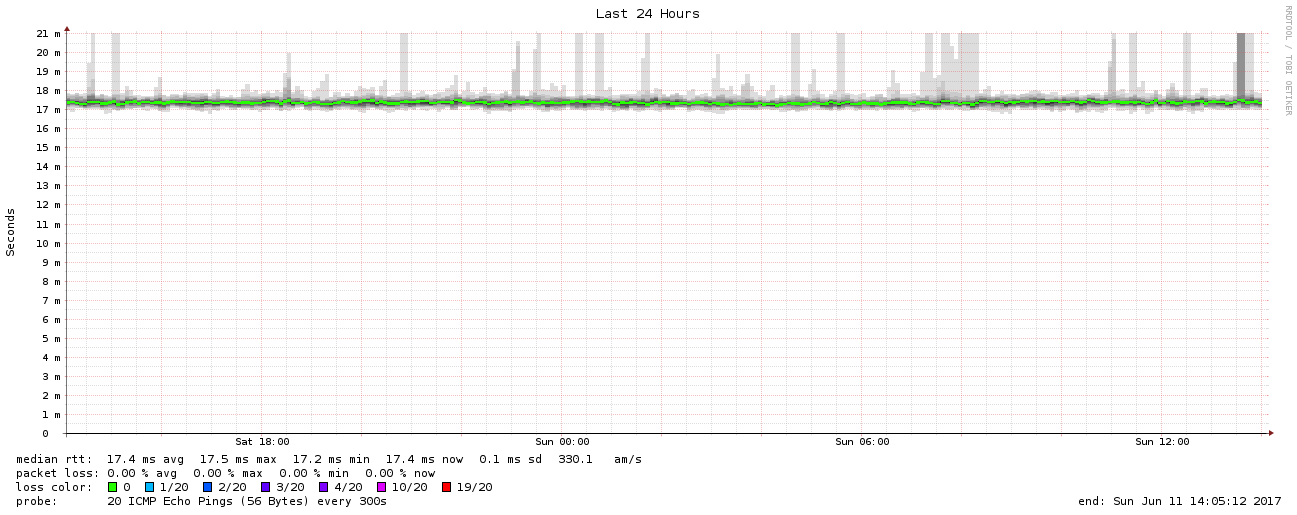 Last 24 Hours
RRDTOOL / TOBI OETIKER
Seconds
21 m
20 m
19 m
18 m
17 m
16 m
15 m
14 m
13 m
12 m
11 m
10 m
9 m
8 m
7 m
6 m
5 m
4 m
3 m
2 m
1 m
0
Sat 18:00 Sun 00:00 Sun 06:00 Sun 12:00
median rtt: 17.4 ms avg 17.5 ms max 17.2 ms min 17.4 ms now 0.1 ms sd 330.1 am/s
packet loss: 0.00 % avg 0.00 % max 0.00 % min 0.00 % now
loss color: 0 1/20 2/20 3/20 4/20 10/20 19/20
probe: 20 ICMP Echo Pings (56 Bytes) every 300s end: Sun Jun 11 14:05:12 2017